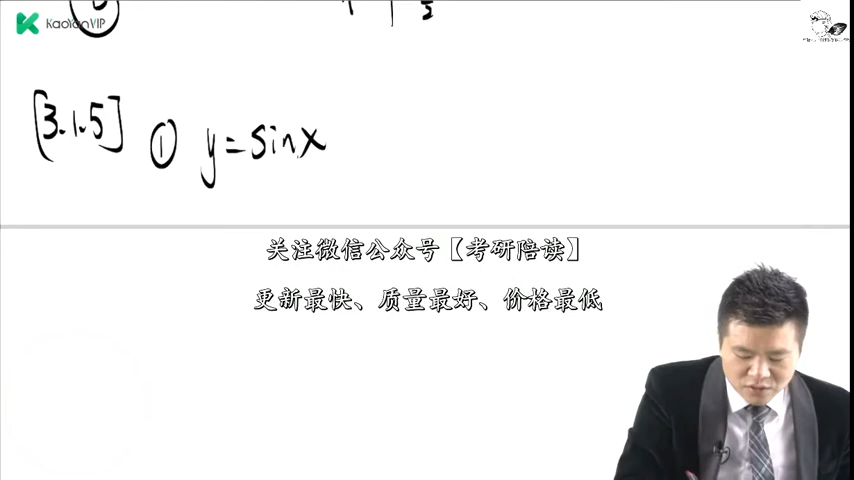 KaoYanVIP
②
[3.1.5] ① y=sinx
关注微信公众号【考研陪读】
更新最快、质量最好、价格最低